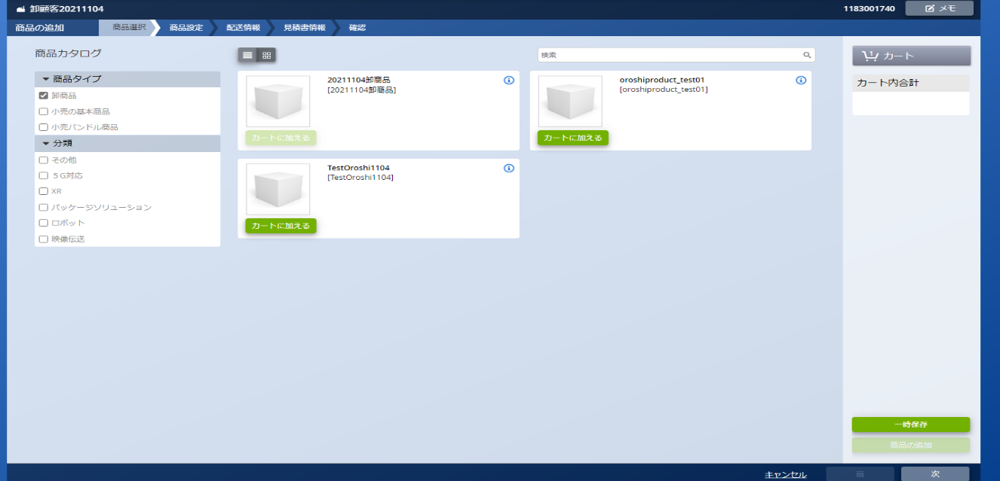 卸顧客20211104
1183001740
メモ
商品の追加
商品選択
商品設定
配送情報
見積書情報
確認
商品カタログ
商品タイプ
卸商品
小売の基本商品
小売バンドル商品
分類
その他
５G対応
XR
パッケージソリューション
ロボット
映像伝送
検索
20211104卸商品
[20211104卸商品]
カートに加える
oroshiproduct_test01
[oroshiproduct_test01]
カートに加える
TestOroshi1104
[TestOroshi1104]
カートに加える
1
カート
カート内合計
一時保存
商品の追加
キャンセル
前
次